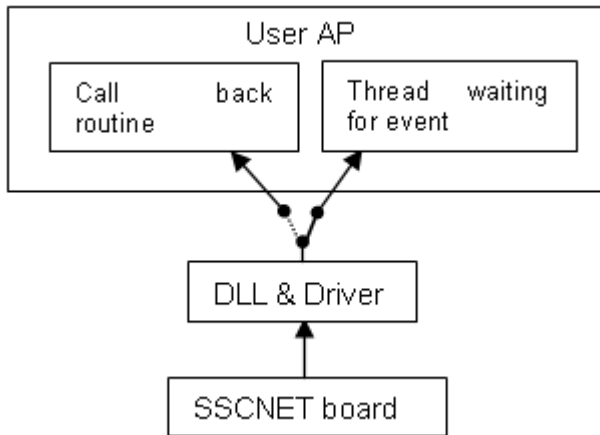 User AP
Call back
routine
Thread waiting
for event
DLL & Driver
SSCNET board